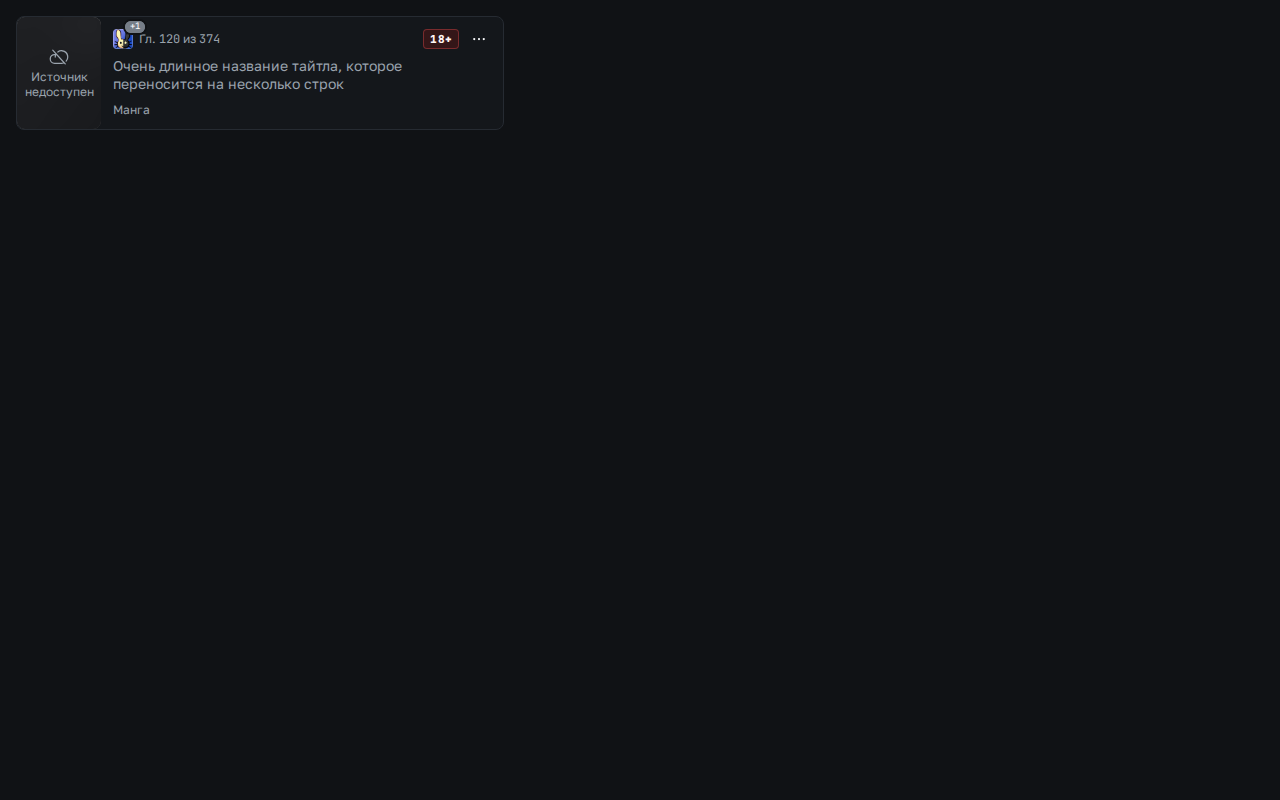 Источник
недоступен
+1
Гл. 120 из 374
18+
Очень длинное название тайтла, которое
переносится на несколько строк
Манга